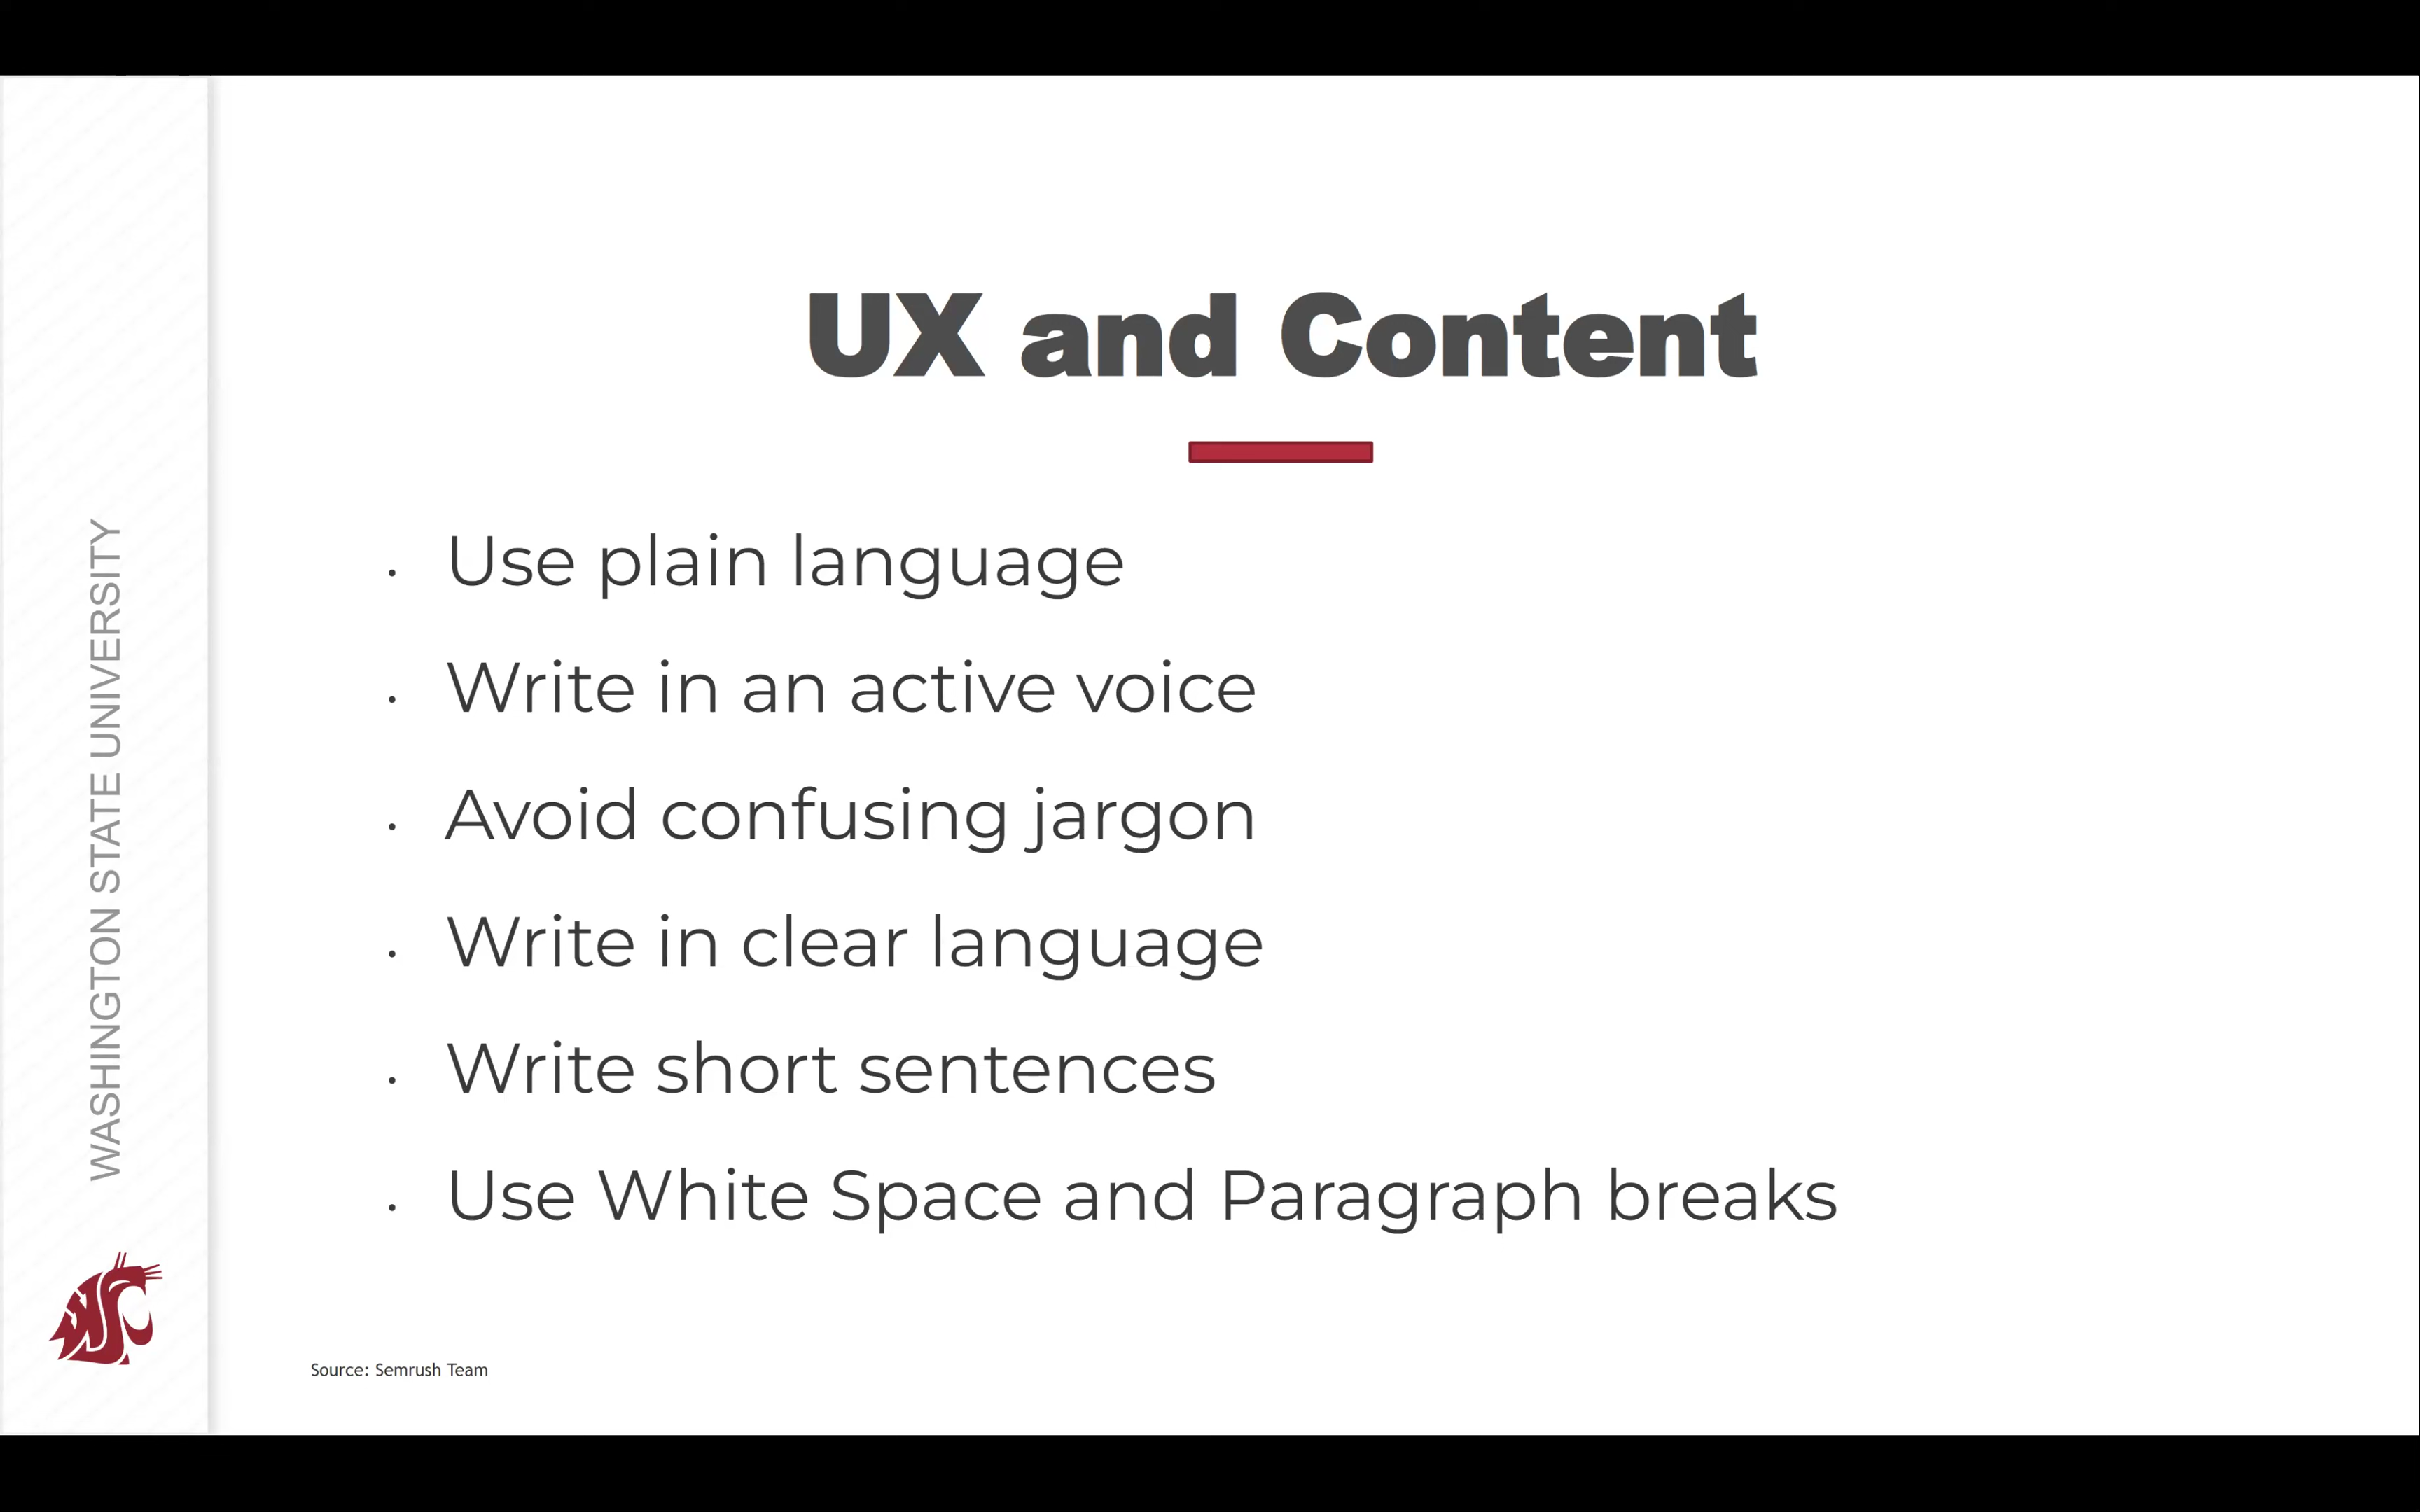 UX and Content
• Use plain language
• Write in an active voice
• Avoid confusing jargon
• Write in clear language
• Write short sentences
• Use White Space and Paragraph breaks
WASHINGTON STATE UNIVERSITY
WSC
Source: Semrush Team